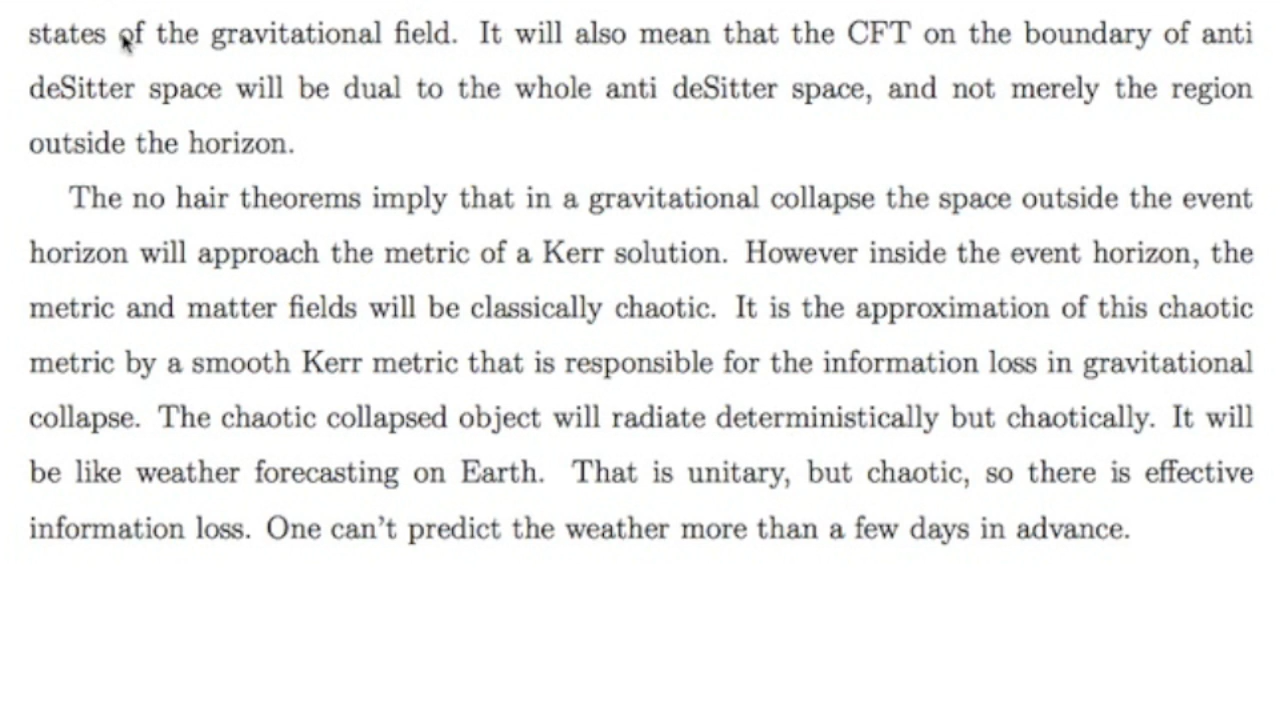 states of the gravitational field. It will also mean that the CFT on the boundary of anti
deSitter space will be dual to the whole anti deSitter space, and not merely the region
outside the horizon.
The no hair theorems imply that in a gravitational collapse the space outside the event
horizon will approach the metric of a Kerr solution. However inside the event horizon, the
metric and matter fields will be classically chaotic. It is the approximation of this chaotic
metric by a smooth Kerr metric that is responsible for the information loss in gravitational
collapse. The chaotic collapsed object will radiate deterministically but chaotically. It will
be like weather forecasting on Earth. That is unitary, but chaotic, so there is effective
information loss. One can't predict the weather more than a few days in advance.